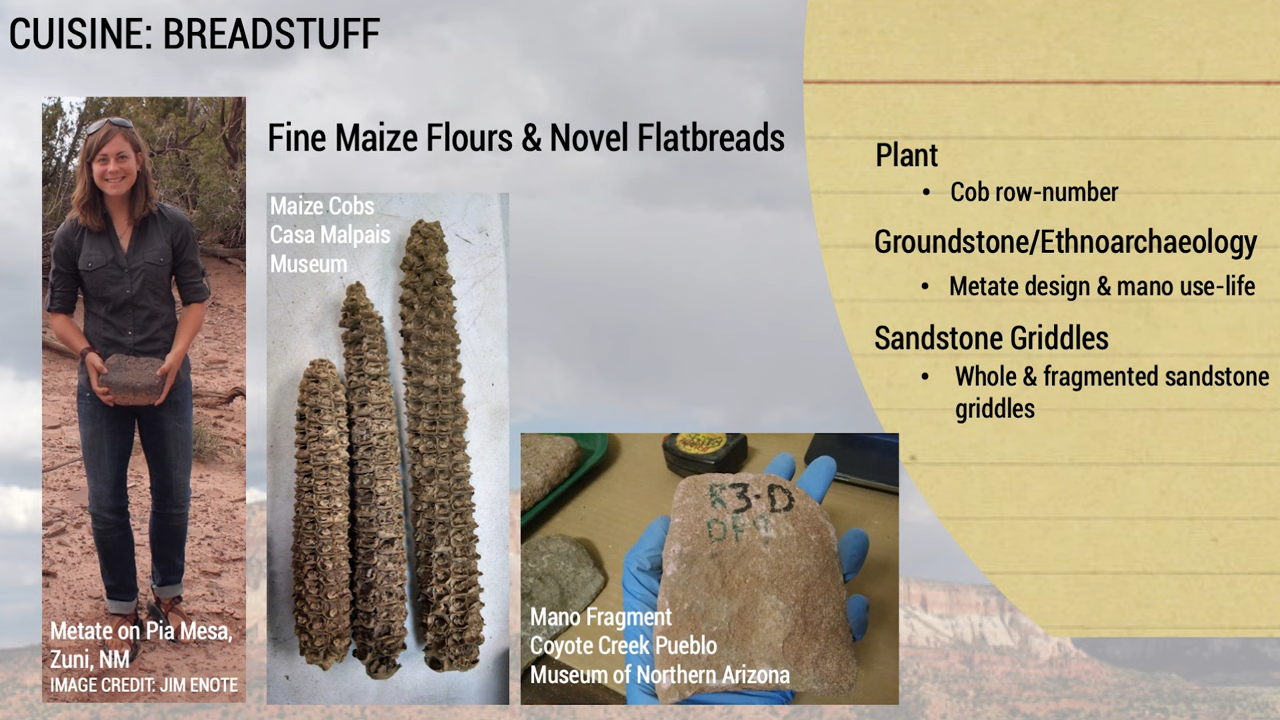 CUISINE: BREADSTUFF
Fine Maize Flours & Novel Flatbreads
Metate on Pia Mesa,
Zuni, NM
IMAGE CREDIT: JIM ENOTE
Maize Cobs
Casa Malpais
Museum
3-D
Mano Fragment
Coyote Creek Pueblo
Museum of Northern Arizona
Plant
• Cob row-number
Groundstone/Ethnoarchaeology
• Metate design & mano use-life
Sandstone Griddles
• Whole & fragmented sandstone
griddles